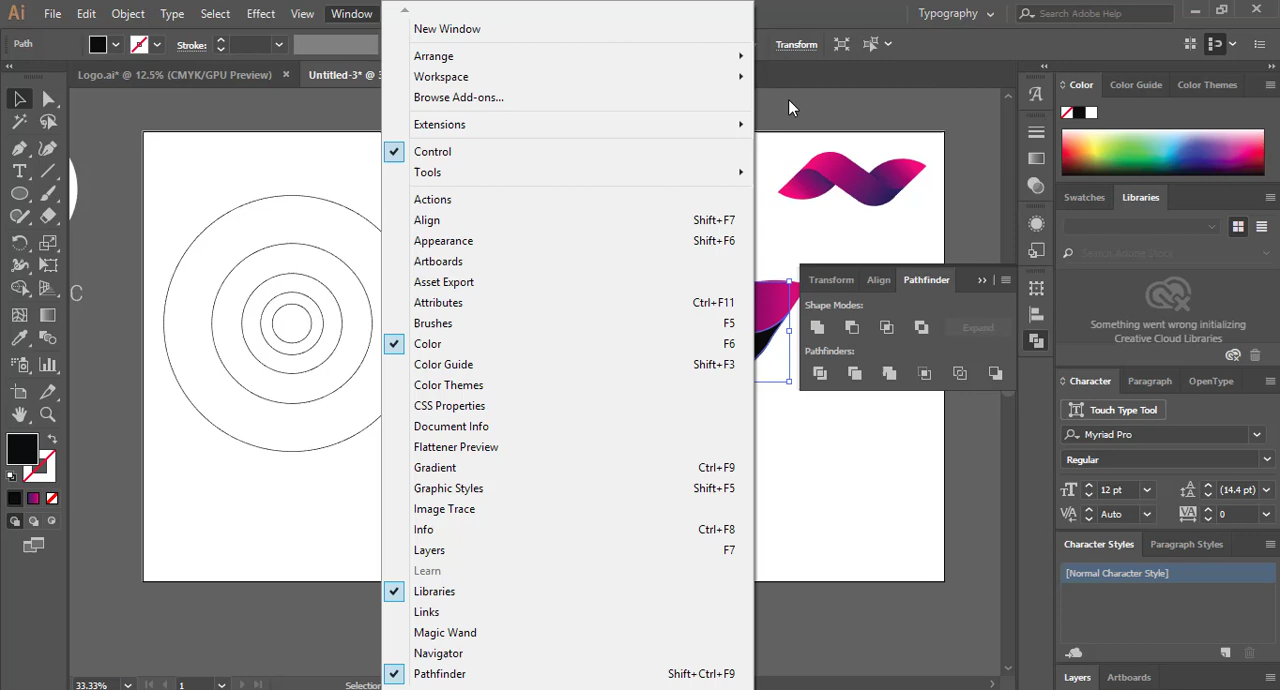 Ai File Edit Object Type Select Effect View Window Typography Search Adobe Help
Path Stroke: Transform
Logo.ai* @ 12.5% (CMYK/GPU Preview) × Untitled-3* @ 3
New Window
Arrange
Workspace
Browse Add-ons...
Extensions
Control
Tools
Actions
Align Shift+F7
Appearance Shift+F6
Artboards
Asset Export
Attributes Ctrl+F11
Brushes F5
Color F6
Color Guide Shift+F3
Color Themes
CSS Properties
Document Info
Flattener Preview
Gradient Ctrl+F9
Graphic Styles Shift+F5
Image Trace
Info Ctrl+F8
Layers F7
Learn
Libraries
Links
Magic Wand
Navigator
Pathfinder Shift+Ctrl+F9
C
Transform Align Pathfinder
Shape Modes:
Expand
Pathfinders:
Color Color Guide Color Themes
Swatches Libraries
Search Adobe Stock
Something went wrong initializing
Creative Cloud Libraries
Character Paragraph OpenType
Touch Type Tool
Myriad Pro
Regular
12 pt (14.4 pt)
Auto 0
Character Styles Paragraph Styles
[Normal Character Style]
Layers Artboards
33.33% 1 Selection